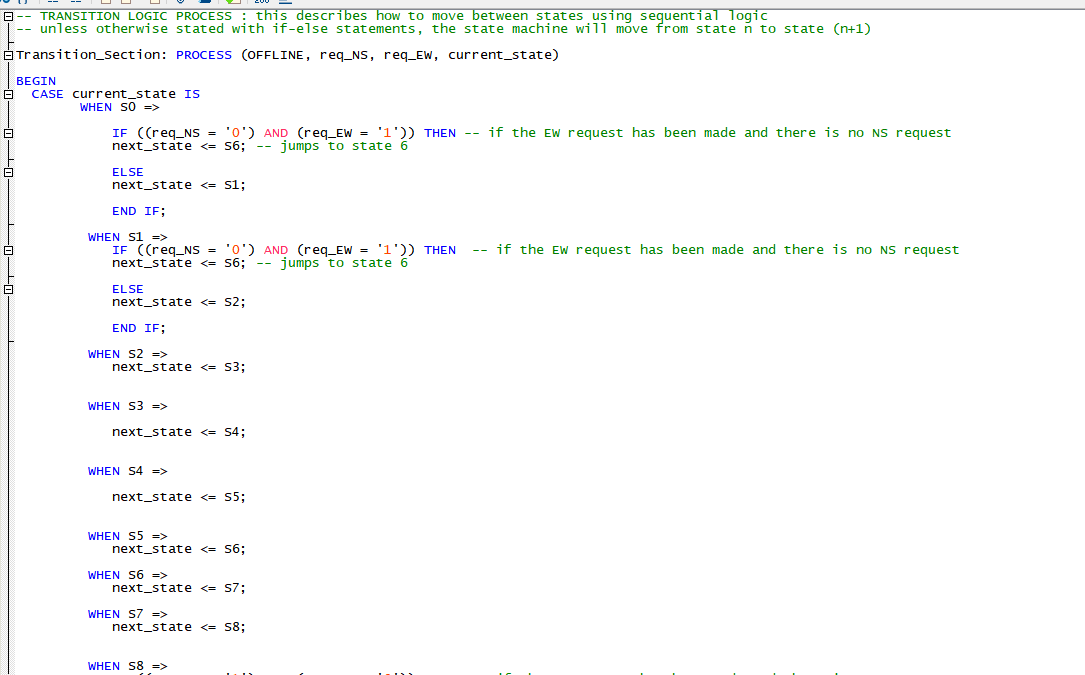 -- TRANSITION LOGIC PROCESS : this describes how to move between states using sequential logic
-- unless otherwise stated with if-else statements, the state machine will move from state n to state (n+1)
Transition_Section: PROCESS (OFFLINE, req_NS, req_EW, current_state)
BEGIN
CASE current_state IS
WHEN S0 =>
IF ((req_NS = '0') AND (req_EW = '1')) THEN -- if the EW request has been made and there is no NS request
next_state <= S6; -- jumps to state 6
ELSE
next_state <= S1;
END IF;
WHEN S1 =>
IF ((req_NS = '0') AND (req_EW = '1')) THEN -- if the EW request has been made and there is no NS request
next_state <= S6; -- jumps to state 6
ELSE
next_state <= S2;
END IF;
WHEN S2 =>
next_state <= S3;
WHEN S3 =>
next_state <= S4;
WHEN S4 =>
next_state <= S5;
WHEN S5 =>
next_state <= S6;
WHEN S6 =>
next_state <= S7;
WHEN S7 =>
next_state <= S8;
WHEN S8 =>